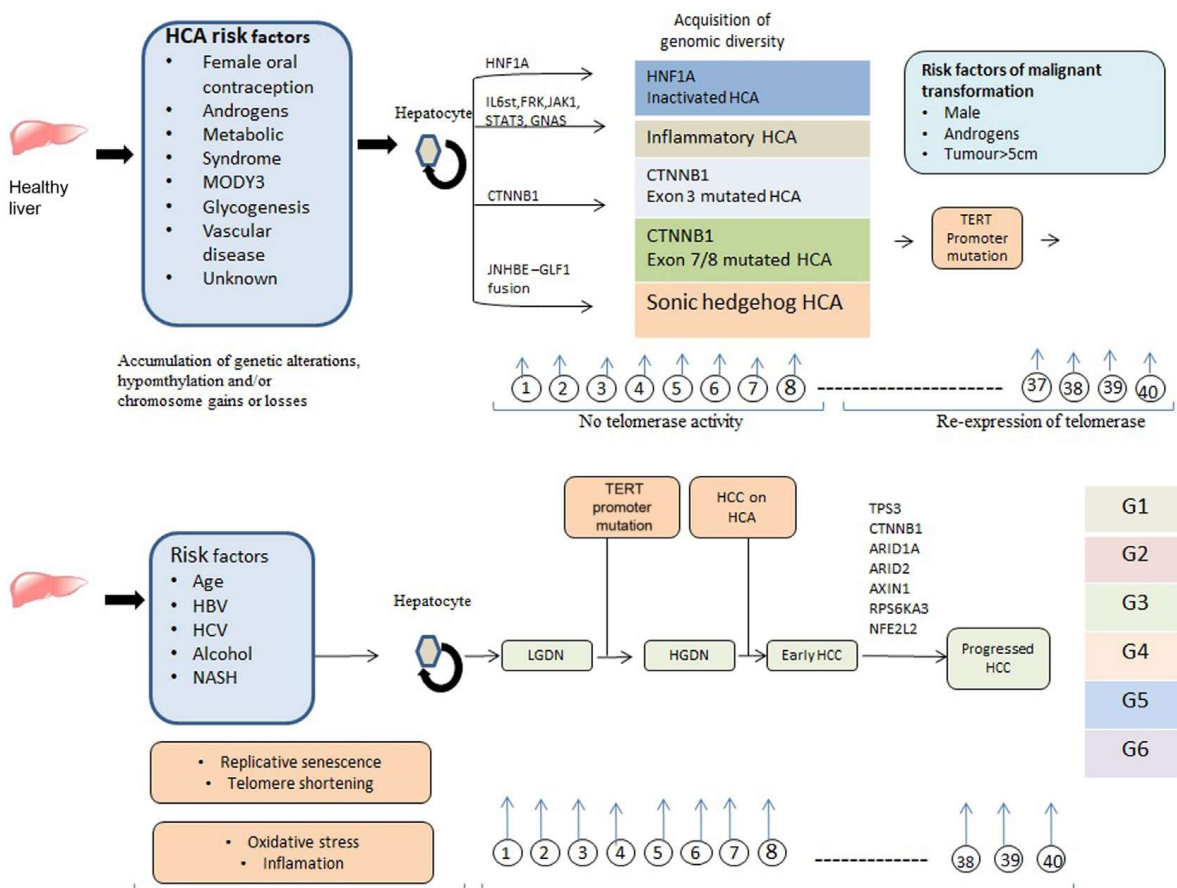 HCA risk factors
• Female oral
contraception
• Androgens
• Metabolic
• Syndrome
• MODY3
• Glycogenesis
• Vascular
disease
• Unknown
Healthy
liver
Accumulation of genetic alterations,
hypomthylation and/or
chromosome gains or losses
Hepatocyte
HNF1A
IL6st,FRK,JAK1,
STAT3, GNAS
CTNNB1
JNHBE–GLF1
fusion
Acquisition of
genomic diversity
HNF1A
Inactivated HCA
Inflammatory HCA
CTNNB1
Exon 3 mutated HCA
CTNNB1
Exon 7/8 mutated HCA
Sonic hedgehog HCA
Risk factors of malignant
transformation
• Male
• Androgens
• Tumour>5cm
TERT
Promoter
mutation
1 2 3 4 5 6 7 8 37 38 39 40
No telomerase activity
Re-expression of telomerase
Risk factors
• Age
• HBV
• HCV
• Alcohol
• NASH
• Replicative senescence
• Telomere shortening
• Oxidative stress
• Inflamation
Hepatocyte
LGDN
TERT
promoter
mutation
HGDN
HCC on
HCA
Early HCC
TPS3
CTNNB1
ARID1A
ARID2
AXIN1
RPS6KA3
NFE2L2
Progressed
HCC
G1
G2
G3
G4
G5
G6
1 2 3 4 5 6 7 8 38 39 40